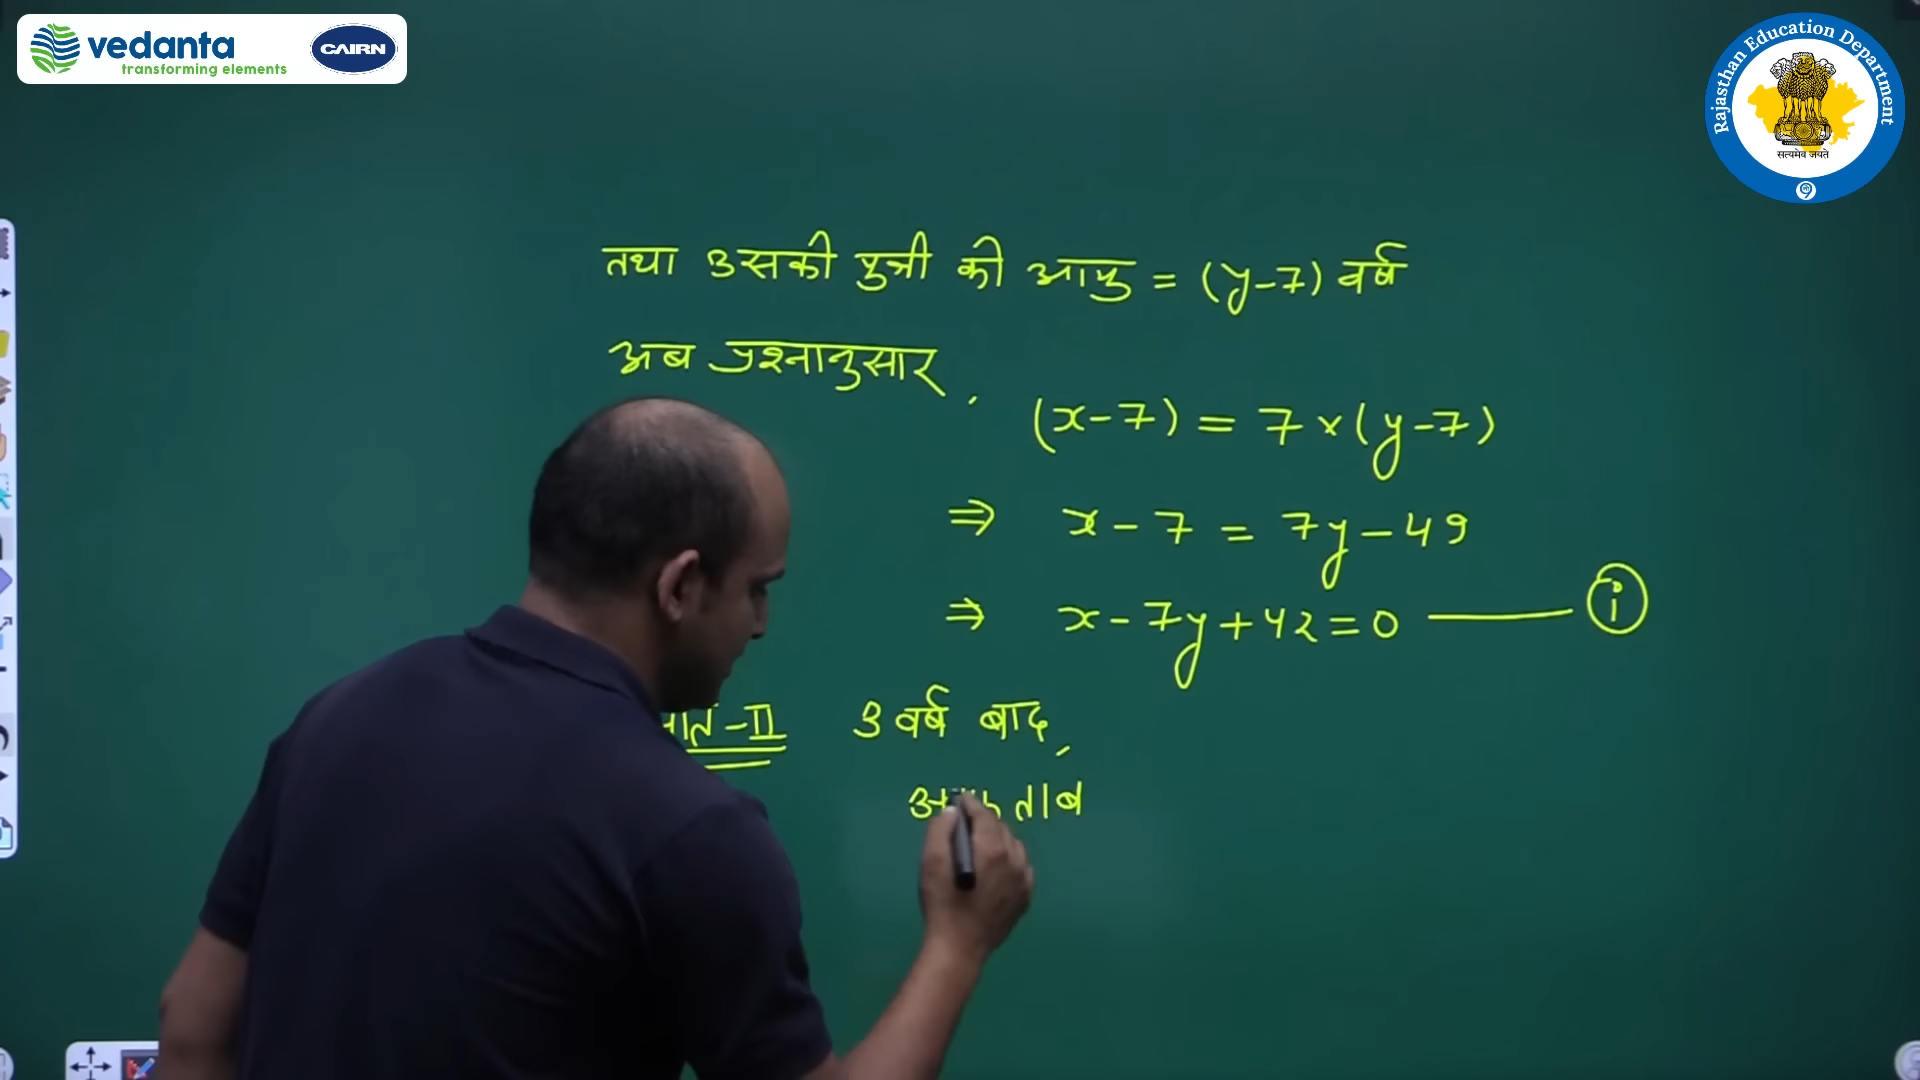 vedanta
transforming elements
CAIRN
Rajasthan Education Department
सत्यमेव जयते
तथा उसकी पुत्री की आयु = (y-7) वर्ष
अब प्रश्नानुसार,
(x-7) = 7×(y-7)
⇒ x - 7 = 7y - 49
⇒ x - 7y + 42 = 0 —— (i)
-II 3 वर्ष बाद,